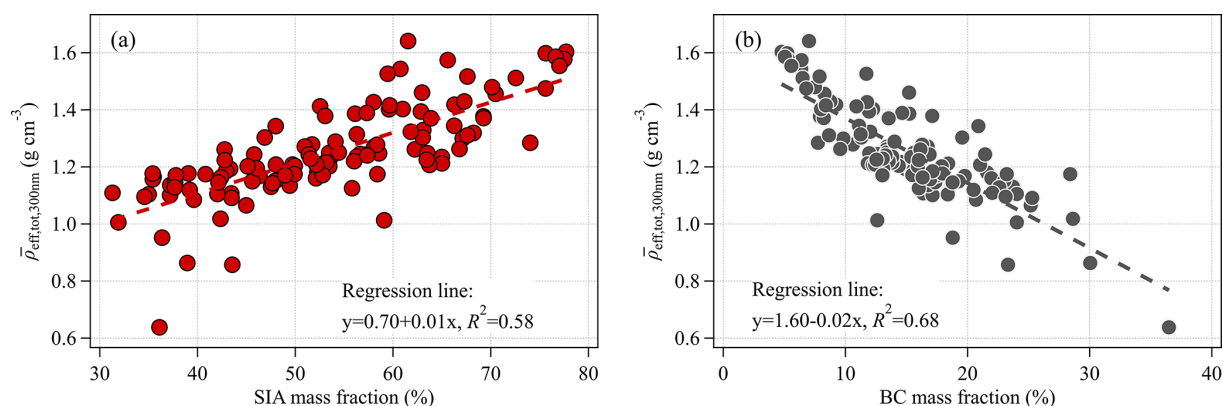 (a)
1.6
1.4
1.2
1.0
0.8
0.6
ρ̄eff,tot,300nm (g cm-3)
Regression line:
y=0.70+0.01x, R2=0.58
30 40 50 60 70 80
SIA mass fraction (%)
(b)
1.6
1.4
1.2
1.0
0.8
0.6
ρ̄eff,tot,300nm (g cm-3)
Regression line:
y=1.60-0.02x, R2=0.68
0 10 20 30 40
BC mass fraction (%)